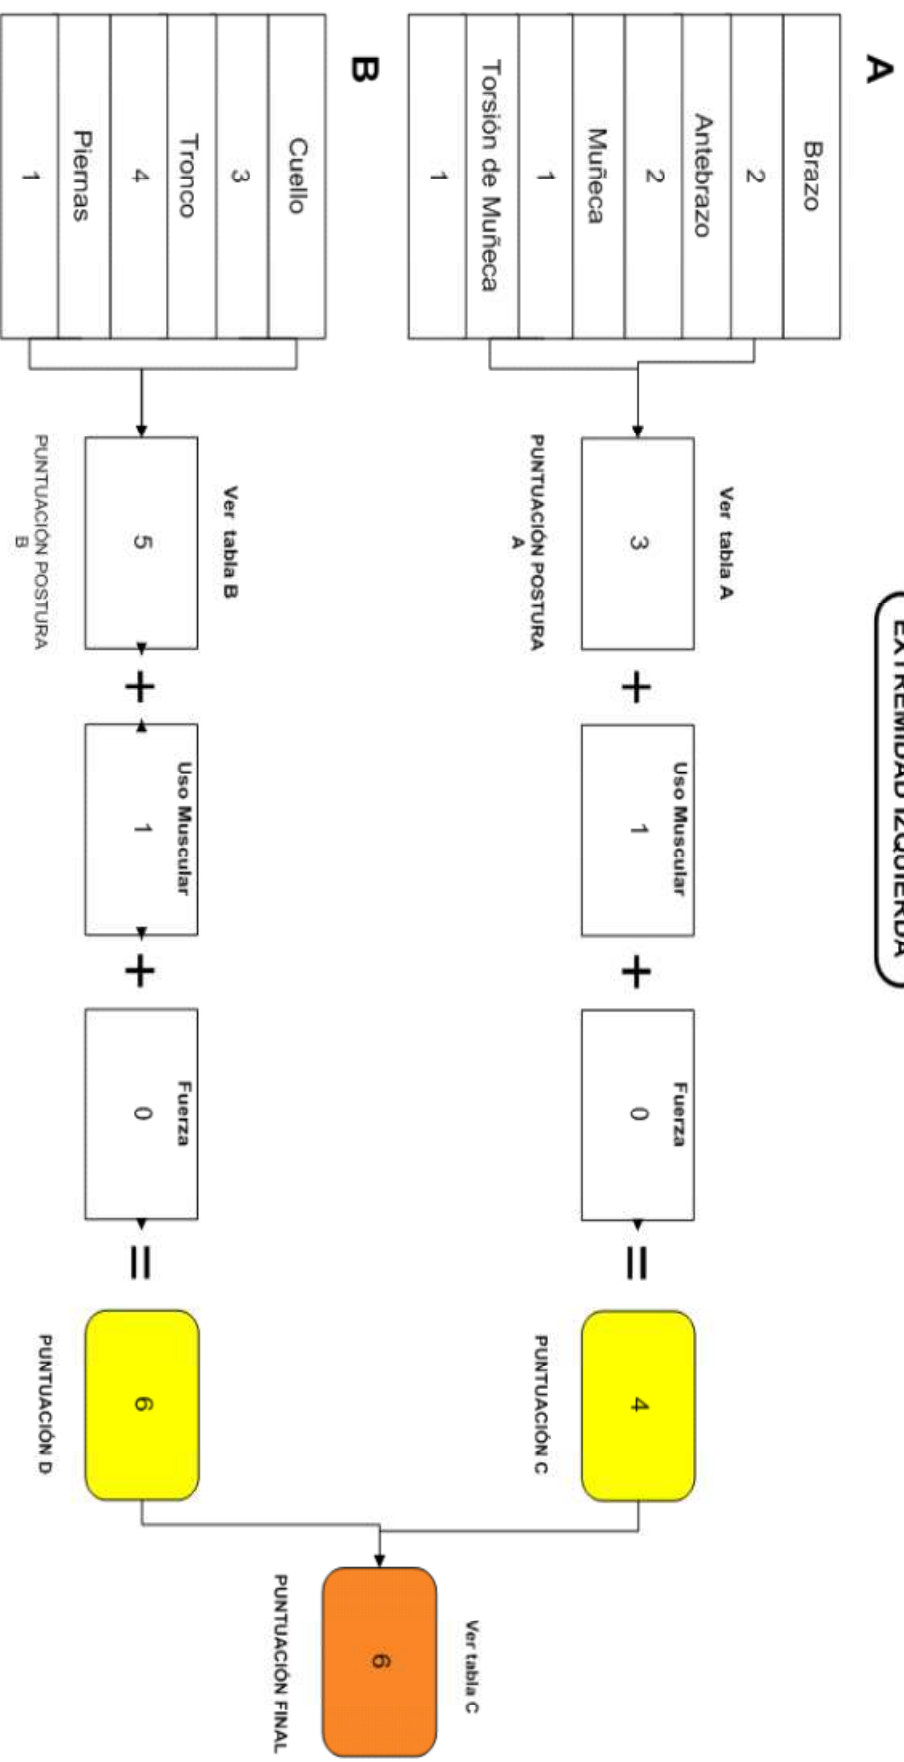 EXTREMIDAD IZQUIERDA
A
Brazo
2
Antebrazo
2
Muñeca
1
Torsión de Muñeca
1
Ver tabla A
3
PUNTUACIÓN POSTURA
A
+
Uso Muscular
1
+
Fuerza
0
=
4
PUNTUACIÓN C
B
Cuello
3
Tronco
4
Piernas
1
Ver tabla B
5
PUNTUACIÓN POSTURA
B
+
Uso Muscular
1
+
Fuerza
0
=
6
PUNTUACIÓN D
Ver tabla C
6
PUNTUACIÓN FINAL